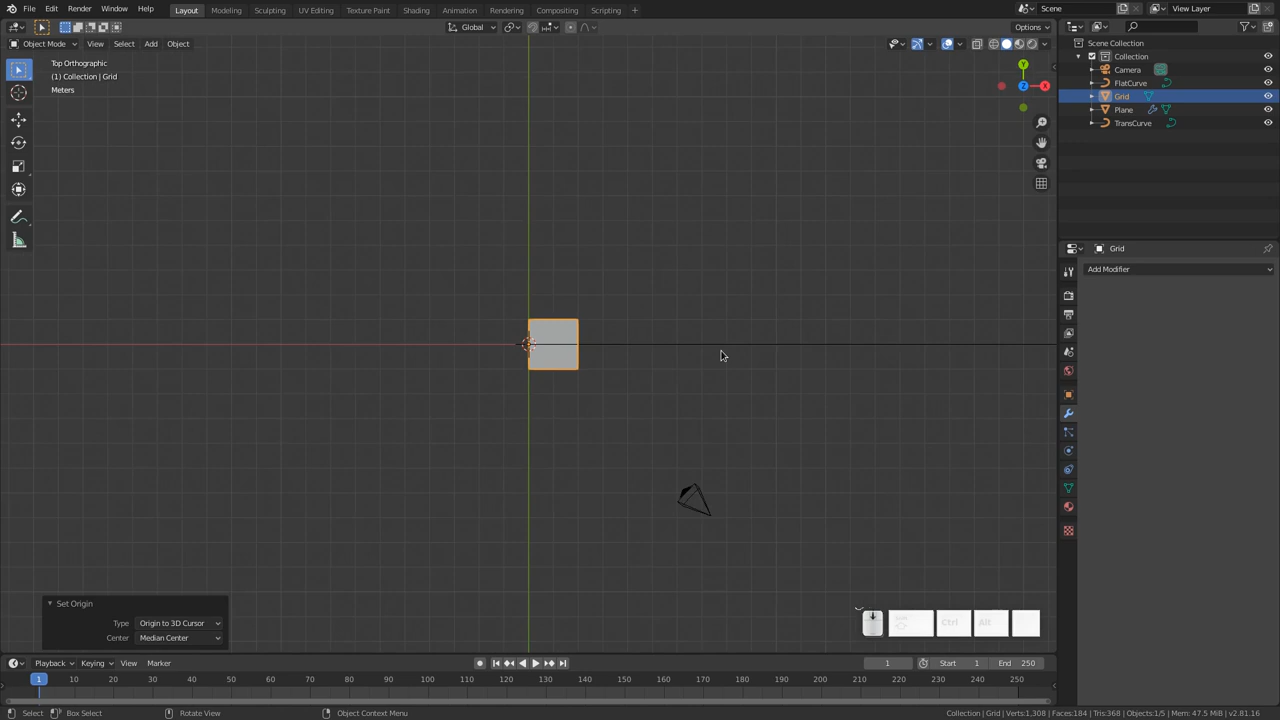 File Edit Render Window Help Layout Modeling Sculpting UV Editing Texture Paint Shading Animation Rendering Compositing Scripting + Scene View Layer
Global Options
Object Mode View Select Add Object
Top Orthographic
(1) Collection | Grid
Meters
Y
Z
X
Scene Collection
Collection
Camera
FlatCurve
Grid
Plane
TransCurve
Grid
Add Modifier
Set Origin
Type Origin to 3D Cursor
Center Median Center
Ctrl Alt
Playback Keying View Marker 1 Start 1 End 250
1 10 20 30 40 50 60 70 80 90 100 110 120 130 140 150 160 170 180 190 200 210 220 230 240 250
Select Box Select Rotate View Object Context Menu Collection | Grid | Verts:1,308 | Faces:184 | Tris:368 | Objects:1/5 | Mem: 47.5 MiB | v2.81.16